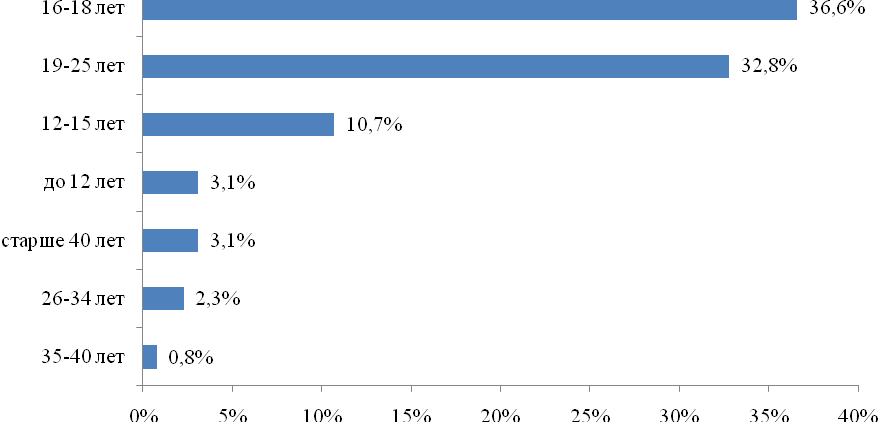 16-18 лет 36,6%
19-25 лет 32,8%
12-15 лет 10,7%
до 12 лет 3,1%
старше 40 лет 3,1%
26-34 лет 2,3%
35-40 лет 0,8%
0% 5% 10% 15% 20% 25% 30% 35% 40%